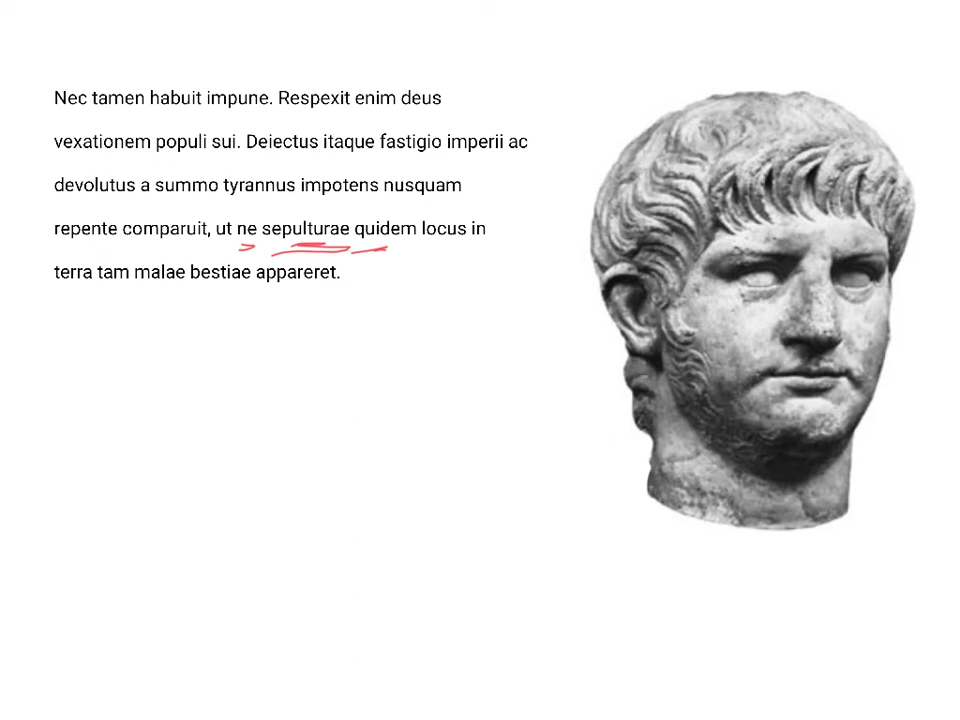 Nec tamen habuit impune. Respexit enim deus
vexationem populi sui. Deiectus itaque fastigio imperii ac
devolutus a summo tyrannus impotens nusquam
repente comparuit, ut ne sepulturae quidem locus in
terra tam malae bestiae appareret.